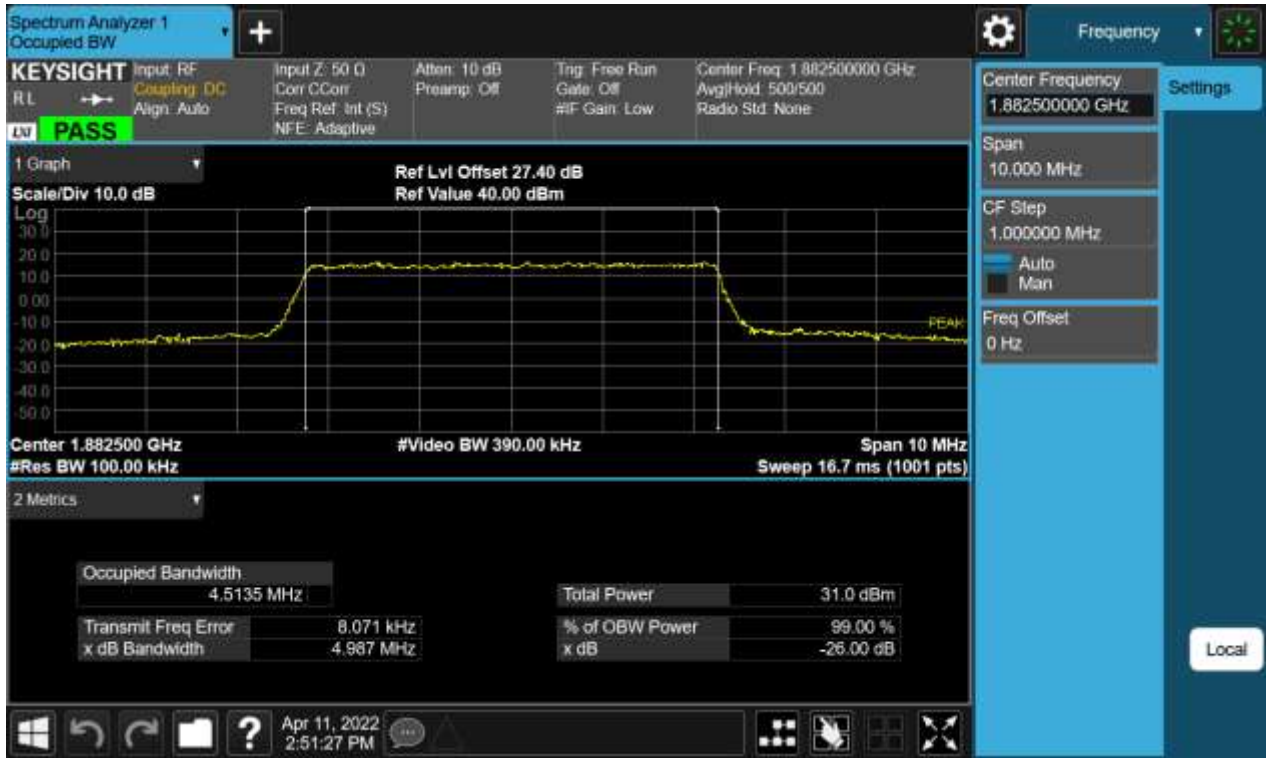 Spectrum Analyzer 1
Occupied BW
Frequency
KEYSIGHT
RL
PASS
Input: RF
Coupling: DC
Align: Auto
Input Z: 50 Ω
Corr CCorr
Freq Ref: Int (S)
NFE: Adaptive
Atten: 10 dB
Preamp: Off
Trig: Free Run
Gate: Off
#IF Gain: Low
Center Freq: 1.882500000 GHz
Avg|Hold: 500/500
Radio Std: None
1 Graph
Scale/Div 10.0 dB
Ref Lvl Offset 27.40 dB
Ref Value 40.00 dBm
Log
30.0
20.0
10.0
0.00
-10.0
-20.0
-30.0
-40.0
-50.0
PEAK
Center 1.882500 GHz
#Video BW 390.00 kHz
Span 10 MHz
#Res BW 100.00 kHz
Sweep 16.7 ms (1001 pts)
2 Metrics
Occupied Bandwidth
4.5135 MHz
Total Power 31.0 dBm
Transmit Freq Error 8.071 kHz
% of OBW Power 99.00 %
x dB Bandwidth 4.987 MHz
x dB -26.00 dB
Center Frequency
1.882500000 GHz
Settings
Span
10.000 MHz
CF Step
1.000000 MHz
Auto
Man
Freq Offset
0 Hz
Local
?
Apr 11, 2022
2:51:27 PM